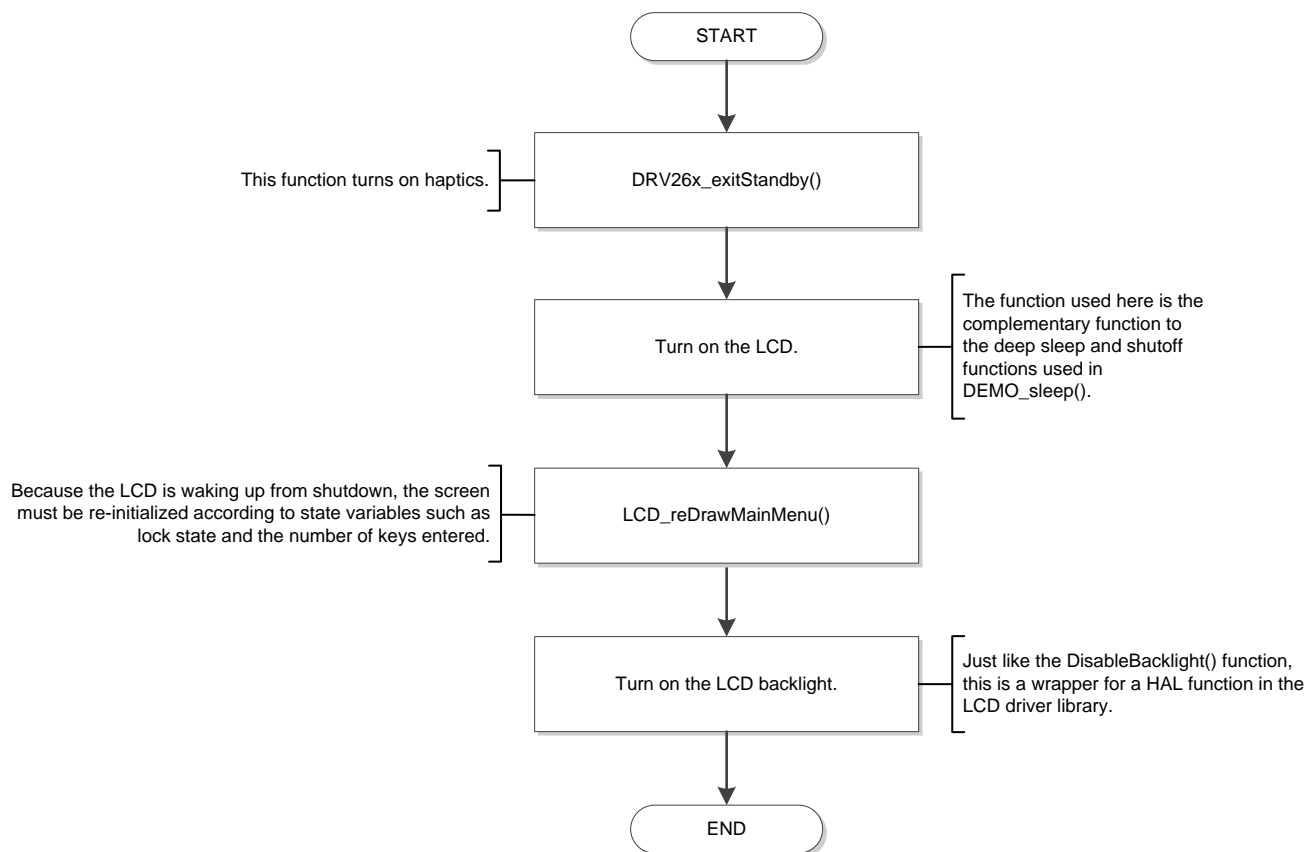 START
This function turns on haptics.
DRV26x_exitStandby()
Turn on the LCD.
The function used here is the
complementary function to
the deep sleep and shutoff
functions used in
DEMO_sleep().
Because the LCD is waking up from shutdown, the screen
must be re-initialized according to state variables such as
lock state and the number of keys entered.
LCD_reDrawMainMenu()
Turn on the LCD backlight.
Just like the DisableBacklight() function,
this is a wrapper for a HAL function in the
LCD driver library.
END